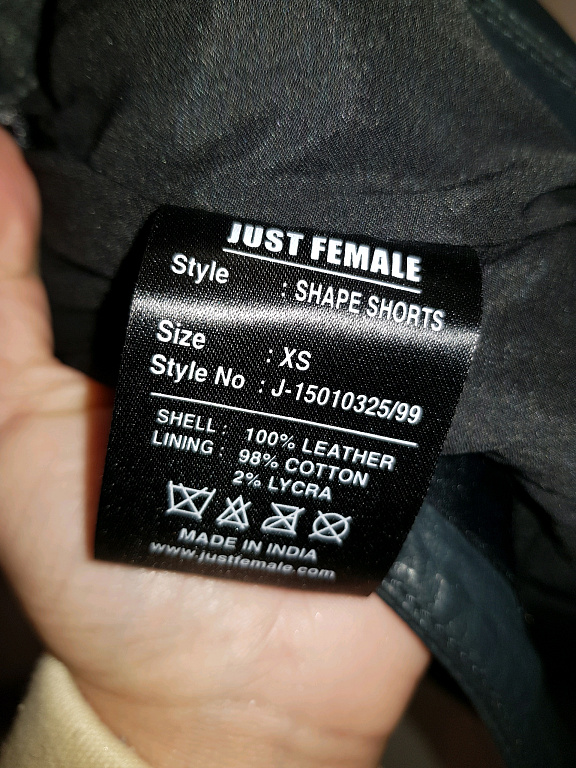 JUST FEMALE
Style : SHAPE SHORTS
Size : XS
Style No : J-15010325/99
SHELL : 100% LEATHER
LINING : 98% COTTON
2% LYCRA
MADE IN INDIA
www.justfemale.com